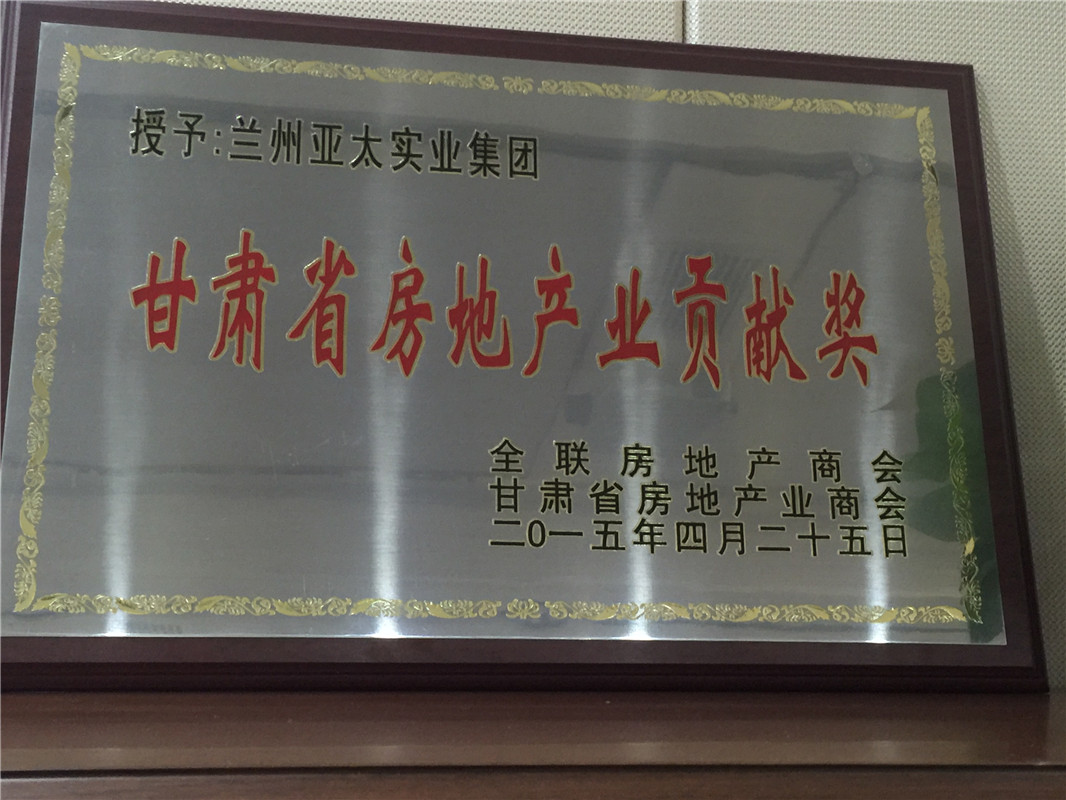 授予:兰州亚太实业集团
甘肃省房地产业贡献奖
全联房地产商会
甘肃省房地产业商会
二0一五年四月二十五日